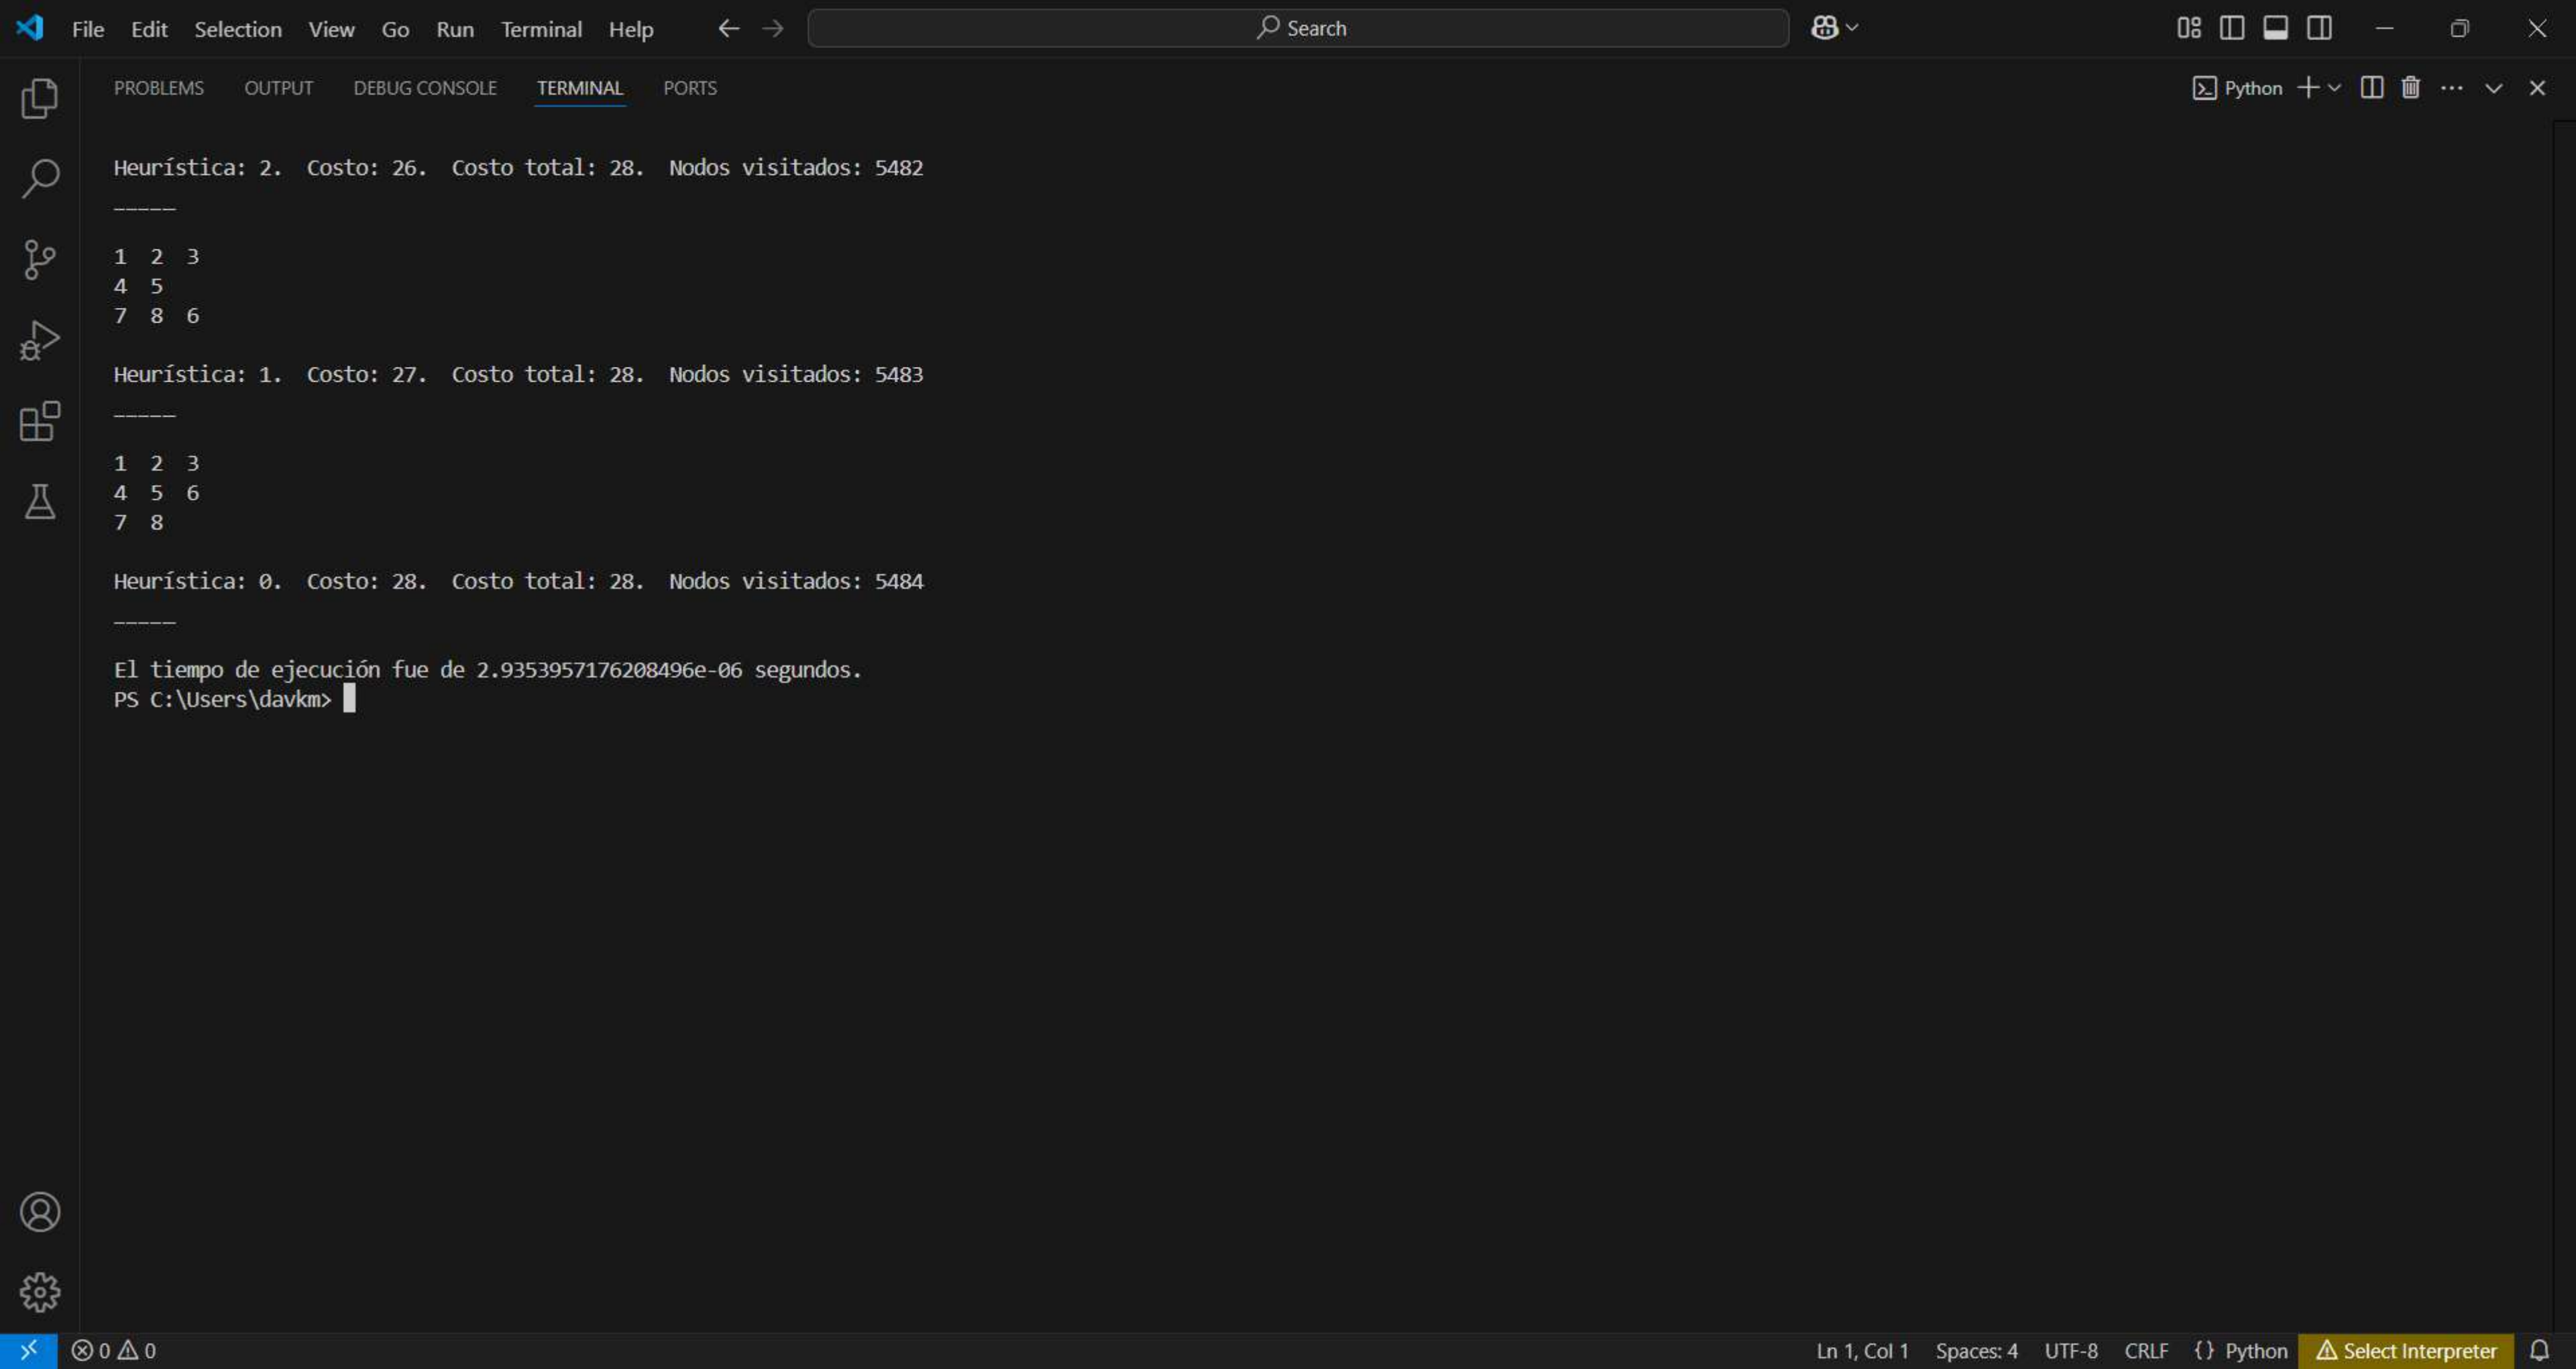 File Edit Selection View Go Run Terminal Help Search
PROBLEMS OUTPUT DEBUG CONSOLE TERMINAL PORTS Python
Heurística: 2. Costo: 26. Costo total: 28. Nodos visitados: 5482
_____
1 2 3
4 5
7 8 6
Heurística: 1. Costo: 27. Costo total: 28. Nodos visitados: 5483
_____
1 2 3
4 5 6
7 8
Heurística: 0. Costo: 28. Costo total: 28. Nodos visitados: 5484
_____
El tiempo de ejecución fue de 2.9353957176208496e-06 segundos.
PS C:\Users\davkm>
0 0 Ln 1, Col 1 Spaces: 4 UTF-8 CRLF {} Python Select Interpreter